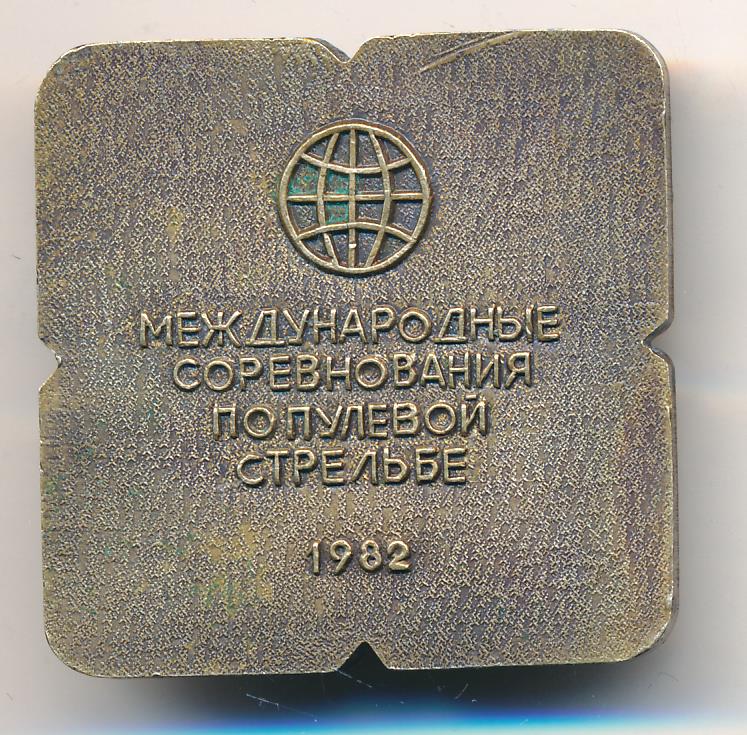 МЕЖДУНАРОДНЫЕ
СОРЕВНОВАНИЯ
ПО ПУЛЕВОЙ
СТРЕЛЬБЕ
1982